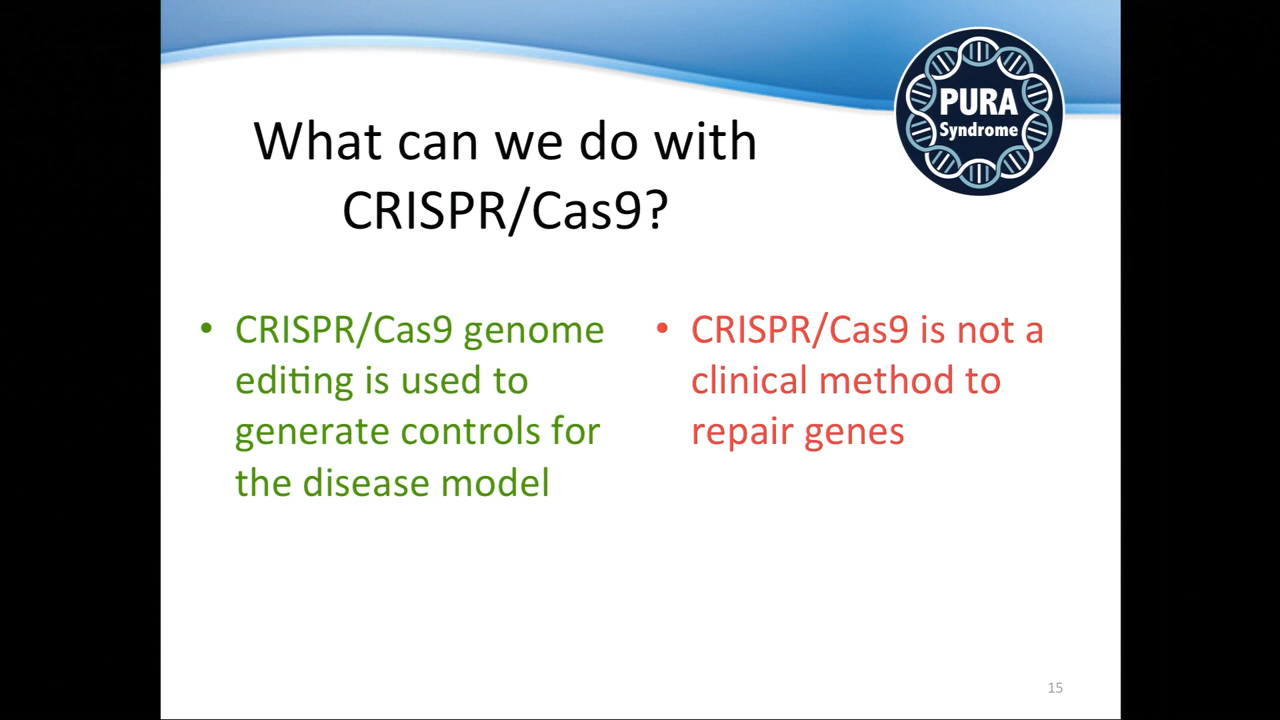 PURA
Syndrome
What can we do with
CRISPR/Cas9?
• CRISPR/Cas9 genome
editing is used to
generate controls for
the disease model
• CRISPR/Cas9 is not a
clinical method to
repair genes
15